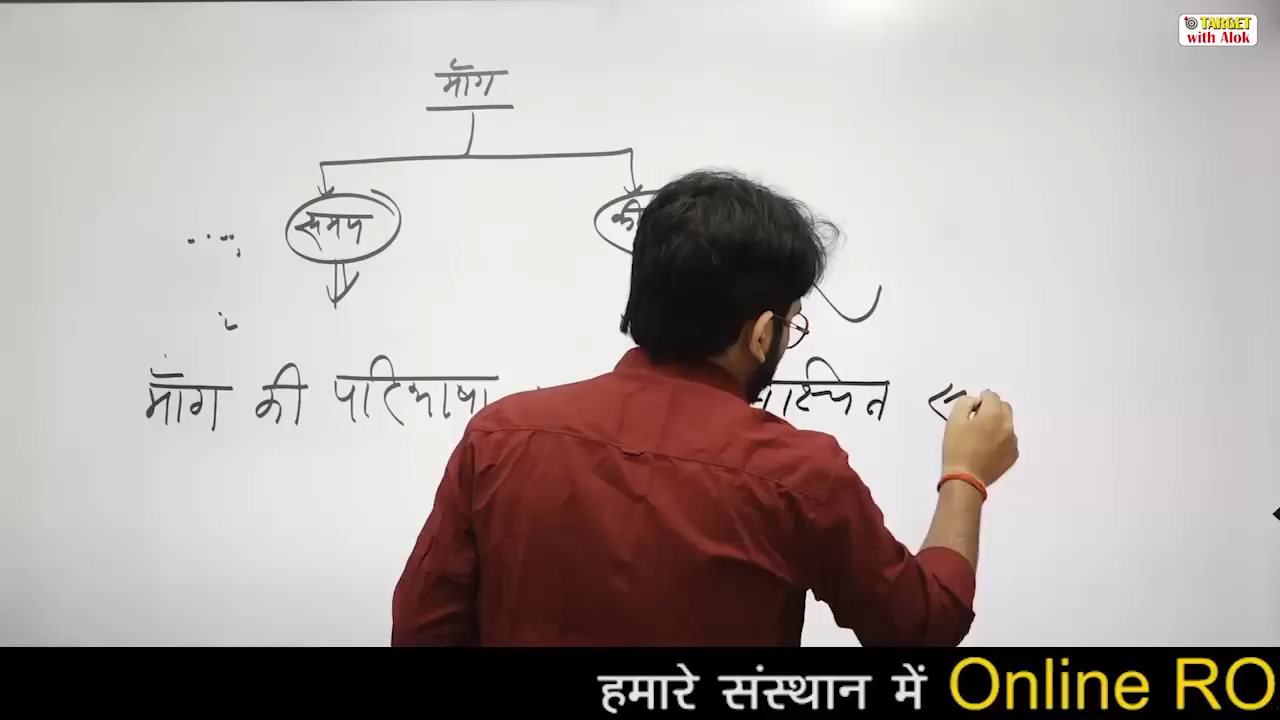 TARGET
with Alok
माँग
समय
की
माँग की परिभाषा
हमारे संस्थान में Online RO